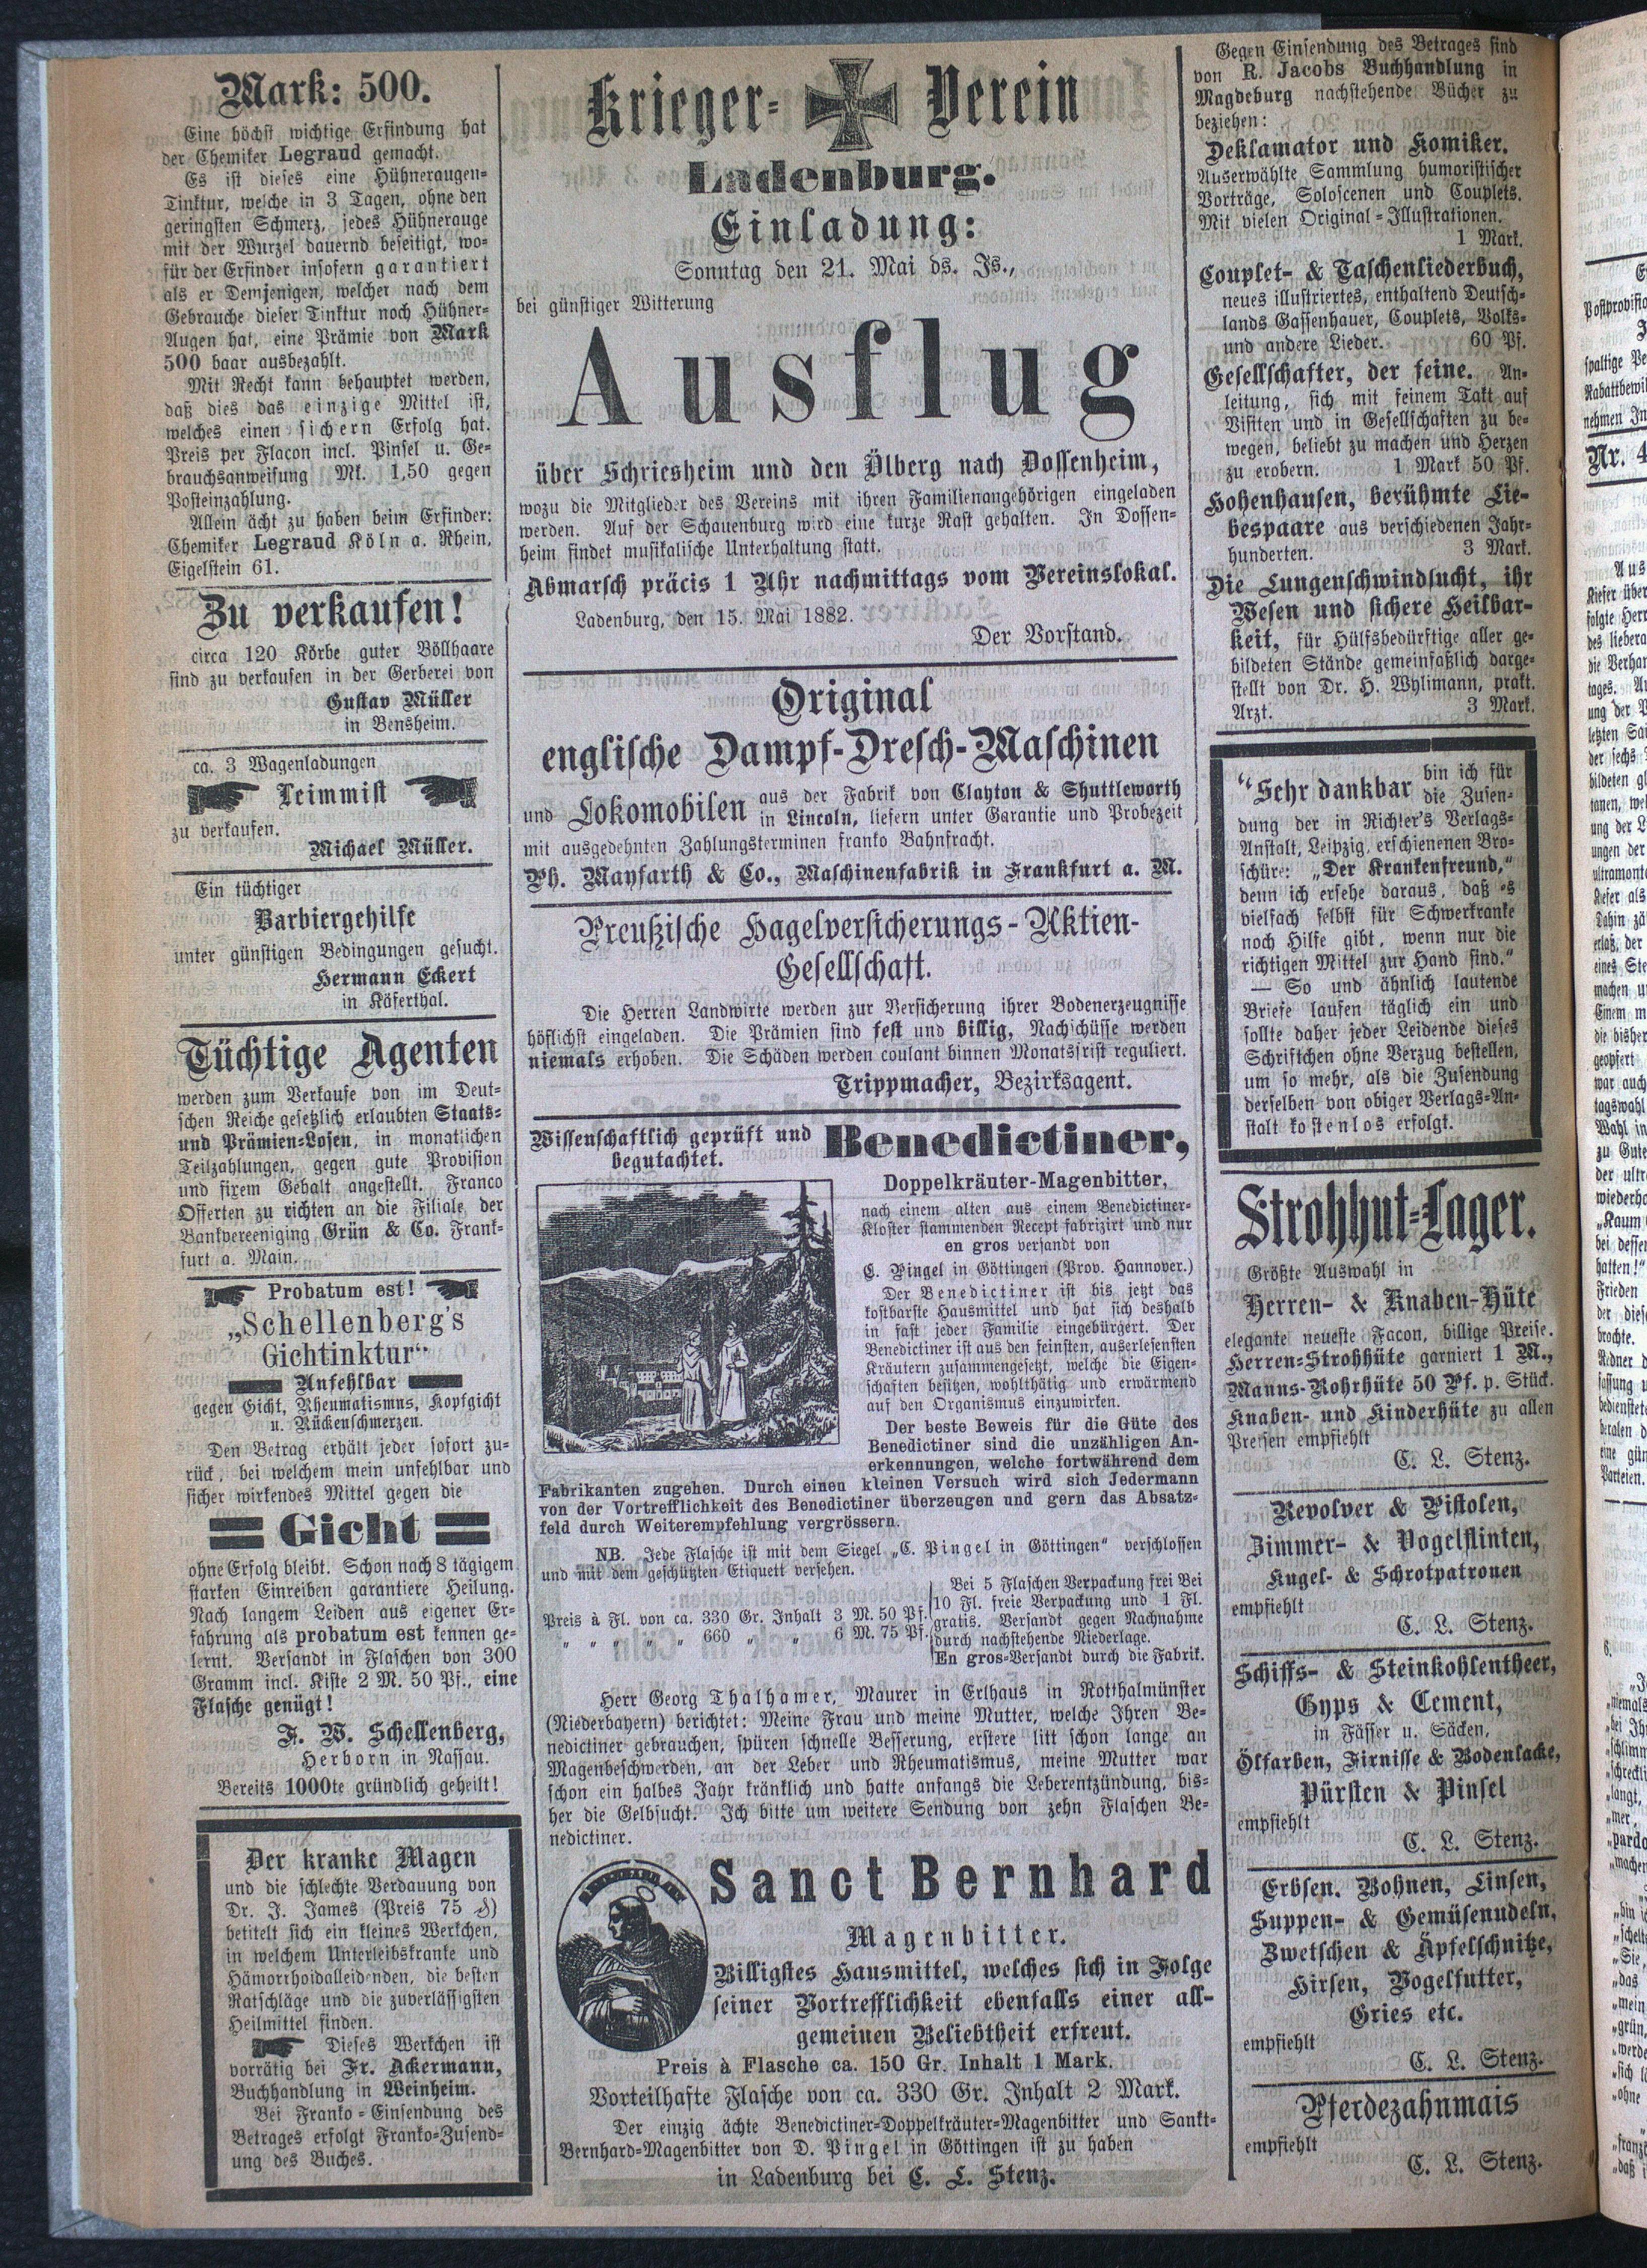 Mark: 500.
Eine höchst wichtige Erfindung hat
der Chemiker Legraud gemacht.
Es ist dieses eine Hühneraugen-
Tinktur, welche in 3 Tagen, ohne den
geringsten Schmerz, jedes Hühnerauge
mit der Wurzel dauernd beseitigt, wo-
für der Erfinder insofern garantiert
als er Demjenigen, welcher nach dem
Gebrauche dieser Tinktur noch Hühner-
Augen hat, eine Prämie von Mark
500 baar ausbezahlt.
Mit Recht kann behauptet werden,
daß dies das einzige Mittel ist,
welches einen sichern Erfolg hat.
Preis per Flacon incl. Pinsel u. Ge-
brauchsanweisung Mk. 1,50 gegen
Posteinzahlung.
Allein ächt zu haben beim Erfinder:
Chemiker Legraud Köln a. Rhein,
Eigelstein 61.
Zu verkaufen!
circa 120 Körbe guter Böllhaare
sind zu verkaufen in der Gerberei von
Gustav Müller
in Bensheim.
ca. 3 Wagenladungen
Leimmist
zu verkaufen.
Michael Müller.
Ein tüchtiger
Barbiergehilfe
unter günstigen Bedingungen gesucht.
Hermann Eckert
in Käferthal.
Tüchtige Agenten
werden zum Verkaufe von im Deut-
schen Reiche gesetzlich erlaubten Staats-
und Prämien-Losen, in monatlichen
Teilzahlungen, gegen gute Provision
und fixem Gehalt angestellt. Franco
Offerten zu richten an die Filiale der
Bankvereeniging Grün & Co. Frank-
furt a. Main.
Probatum est!
„Schellenberg's
Gichtinktur“
Unfehlbar
gegen Gicht, Rheumatismus, Kopfgicht
u. Rückenschmerzen.
Den Betrag erhält jeder sofort zu-
rück, bei welchem mein unfehlbar und
sicher wirkendes Mittel gegen die
Gicht
ohne Erfolg bleibt. Schon nach 8 tägigem
starken Einreiben garantiere Heilung.
Nach langem Leiden aus eigener Er-
fahrung als probatum est kennen ge-
lernt. Versandt in Flaschen von 300
Gramm incl. Kiste 2 M. 50 Pf., eine
Flasche genügt!
F. W. Schellenberg,
Herborn in Nassau.
Bereits 1000te gründlich geheilt!
Der kranke Magen
und die schlechte Verdauung von
Dr. J. James (Preis 75 ₰)
betitelt sich ein kleines Werkchen,
in welchem Unterleibskranke und
Hämorrhoidalleidenden, die besten
Ratschläge und die zuverlässigsten
Heilmittel finden.
Dieses Werkchen ist
vorrätig bei Fr. Ackermann,
Buchhandlung in Weinheim.
Bei Franko-Einsendung des
Betrages erfolgt Franko-Zusend-
ung des Buches.
Krieger-Verein
Ladenburg.
Einladung:
Sonntag den 21. Mai ds. Js.,
bei günstiger Witterung
Ausflug
über Schriesheim und den Ölberg nach Dossenheim,
wozu die Mitglieder des Vereins mit ihren Familienangehörigen eingeladen
werden. Auf der Schauenburg wird eine kurze Rast gehalten. In Dossen-
heim findet musikalische Unterhaltung statt.
Abmarsch präcis 1 Uhr nachmittags vom Vereinslokal.
Ladenburg, den 15. Mai 1882.
Der Vorstand.
Original
englische Dampf-Dresch-Maschinen
und Lokomobilen aus der Fabrik von Clayton & Shuttleworth
in Lincoln, liefern unter Garantie und Probezeit
mit ausgedehnten Zahlungsterminen franko Bahnfracht.
Ph. Mayfarth & Co., Maschinenfabrik in Frankfurt a. M.
Preußische Hagelversicherungs-Aktien-
Gesellschaft.
Die Herren Landwirte werden zur Versicherung ihrer Bodenerzeugnisse
höflichst eingeladen. Die Prämien sind fest und billig, Nachschüsse werden
niemals erhoben. Die Schäden werden coulant binnen Monatsfrist reguliert.
Trippmacher, Bezirksagent.
Wissenschaftlich geprüft und
begutachtet.
Benedictiner,
Doppelkräuter-Magenbitter,
nach einem alten aus einem Benedictiner-
Kloster stammenden Recept fabrizirt und nur
en gros versandt von
C. Pingel in Göttingen (Prov. Hannover.)
Der Benedictiner ist bis jetzt das
kostbarste Hausmittel und hat sich deshalb
in fast jeder Familie eingebürgert. Der
Benedictiner ist aus den feinsten, auserlesensten
Kräutern zusammengesetzt, welche die Eigen-
schaften besitzen, wohlthätig und erwärmend
auf den Organismus einzuwirken.
Der beste Beweis für die Güte des
Benedictiner sind die unzähligen An-
erkennungen, welche fortwährend dem
Fabrikanten zugehen. Durch einen kleinen Versuch wird sich Jedermann
von der Vortrefflichkeit des Benedictiner überzeugen und gern das Absatz-
feld durch Weiterempfehlung vergrössern.
NB. Jede Flasche ist mit dem Siegel „C. Pingel in Göttingen“ verschlossen
und mit dem geschützten Etiquett versehen.
Preis à Fl. von ca. 330 Gr. Inhalt 3 M. 50 Pf.
„ „ „ „ „ 660 „ „ 6 M. 75 Pf.
Bei 5 Flaschen Verpackung frei Bei
10 Fl. freie Verpackung und 1 Fl.
gratis. Versandt gegen Nachnahme
durch nachstehende Niederlage.
En gros-Versandt durch die Fabrik.
Herr Georg Thalhamer, Maurer in Erlhaus in Rotthalmünster
(Niederbayern) berichtet: Meine Frau und meine Mutter, welche Ihren Be-
nedictiner gebrauchen, spüren schnelle Besserung, erstere litt schon lange an
Magenbeschwerden, an der Leber und Rheumatismus, meine Mutter war
schon ein halbes Jahr kränklich und hatte anfangs die Leberentzündung, bis-
her die Gelbsucht. Ich bitte um weitere Sendung von zehn Flaschen Be-
nedictiner.
Sanct Bernhard
Magenbitter.
Billigstes Hausmittel, welches sich in Folge
seiner Vortrefflichkeit ebenfalls einer all-
gemeinen Beliebtheit erfreut.
Preis à Flasche ca. 150 Gr. Inhalt 1 Mark.
Vorteilhafte Flasche von ca. 330 Gr. Inhalt 2 Mark.
Der einzig ächte Benedictiner-Doppelkräuter-Magenbitter und Sankt-
Bernhard-Magenbitter von D. Pingel in Göttingen ist zu haben
in Ladenburg bei C. L. Stenz.
Gegen Einsendung des Betrages sind
von R. Jacobs Buchhandlung in
Magdeburg nachstehende Bücher zu
beziehen:
Deklamator und Komiker.
Auserwählte Sammlung humoristischer
Vorträge, Soloscenen und Couplets.
Mit vielen Original-Illustrationen.
1 Mark.
Couplet- & Taschenliederbuch,
neues illustriertes, enthaltend Deutsch-
lands Gassenhauer, Couplets, Volks-
und andere Lieder. 60 Pf.
Gesellschafter, der feine. An-
leitung, sich mit feinem Takt auf
Visiten und in Gesellschaften zu be-
wegen, beliebt zu machen und Herzen
zu erobern. 1 Mark 50 Pf.
Hohenhausen, berühmte Lie-
bespaare aus verschiedenen Jahr-
hunderten. 3 Mark.
Die Lungenschwindsucht, ihr
Wesen und sichere Heilbar-
keit, für Hülfsbedürftige aller ge-
bildeten Stände gemeinfaßlich darge-
stellt von Dr. H. Wylimann, prakt.
Arzt. 3 Mark.
“Sehr dankbar bin ich für
die Zusen-
dung der in Richter's Verlags-
Anstalt, Leipzig, erschienenen Bro-
schüre: „Der Krankenfreund,“
denn ich ersehe daraus, daß es
vielfach selbst für Schwerkranke
noch Hilfe gibt, wenn nur die
richtigen Mittel zur Hand sind.“
— So und ähnlich lautende
Briefe laufen täglich ein und
sollte daher jeder Leidende dieses
Schriftchen ohne Verzug bestellen,
um so mehr, als die Zusendung
derselben von obiger Verlags-An-
stalt kostenlos erfolgt.
Strohhut-Lager.
Größte Auswahl in
Herren- & Knaben-Hüte
elegante neueste Facon, billige Preise.
Herren-Strohhüte garniert 1 M.,
Manns-Rohrhüte 50 Pf. p. Stück.
Knaben- und Kinderhüte zu allen
Preisen empfiehlt
C. L. Stenz.
Revolver & Pistolen,
Zimmer- & Vogelflinten,
Kugel- & Schrotpatronen
empfiehlt
C. L. Stenz.
Schiffs- & Steinkohlentheer,
Gyps & Cement,
in Fässer u. Säcken,
Ölfarben, Firnisse & Bodenlacke,
Pürsten & Pinsel
empfiehlt
C. L. Stenz.
Erbsen. Bohnen, Linsen,
Suppen- & Gemüsenudeln,
Zwetschen & Äpfelschnitze,
Hirsen, Vogelfutter,
Gries etc.
empfiehlt
C. L. Stenz.
Pferdezahnmais
empfiehlt
C. L. Stenz.